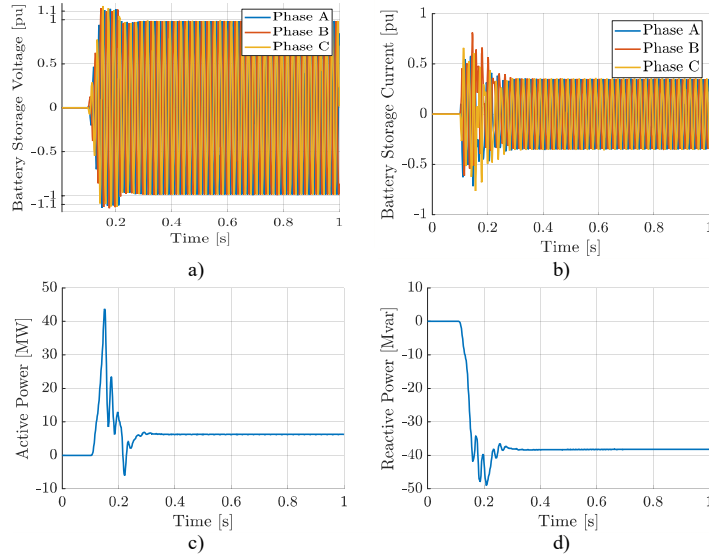 1.1
1
0.5
0
-0.5
-1
-1.1
0.2
0.4
0.6
0.8
1
Battery Storage Voltage [pu]
Time [s]
Phase A
Phase B
Phase C
a)
1
0.5
0
-0.5
-1
0
0.2
0.4
0.6
0.8
1
Battery Storage Current [pu]
Time [s]
Phase A
Phase B
Phase C
b)
50
40
30
20
10
0
-10
0
0.2
0.4
0.6
0.8
1
Active Power [MW]
Time [s]
c)
10
0
-10
-20
-30
-40
-50
0
0.2
0.4
0.6
0.8
1
Reactive Power [Mvar]
Time [s]
d)